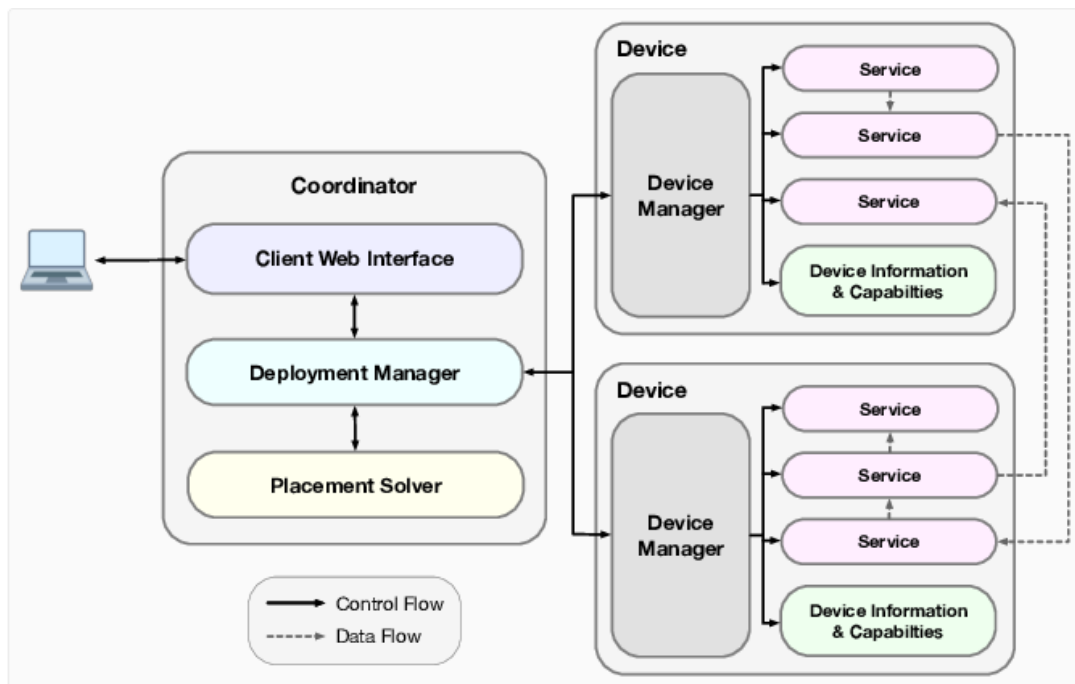 Coordinator
Client Web Interface
Deployment Manager
Placement Solver
Control Flow
Data Flow
Device
Device
Manager
Service
Service
Service
Device Information
& Capabilties
Device
Device
Manager
Service
Service
Service
Device Information
& Capabilties